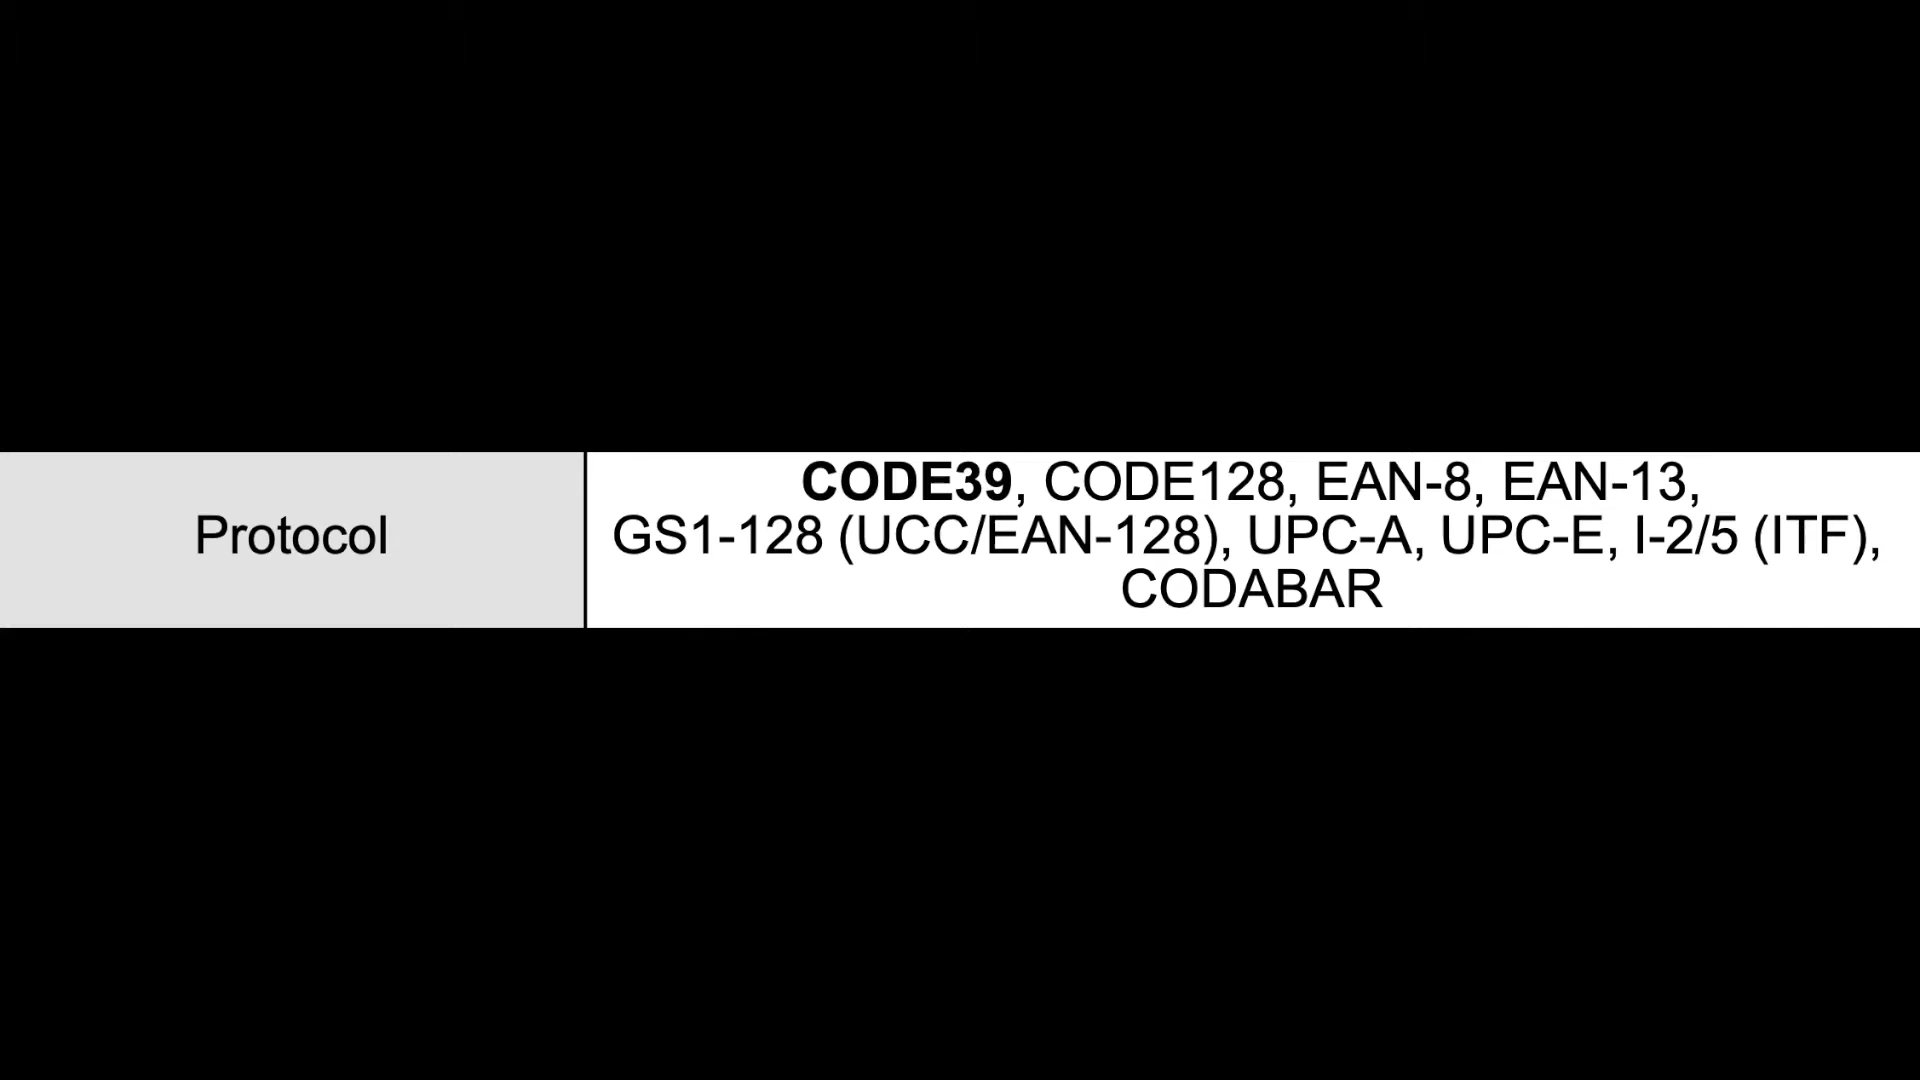 Protocol
CODE39, CODE128, EAN-8, EAN-13,
GS1-128 (UCC/EAN-128), UPC-A, UPC-E, I-2/5 (ITF),
CODABAR